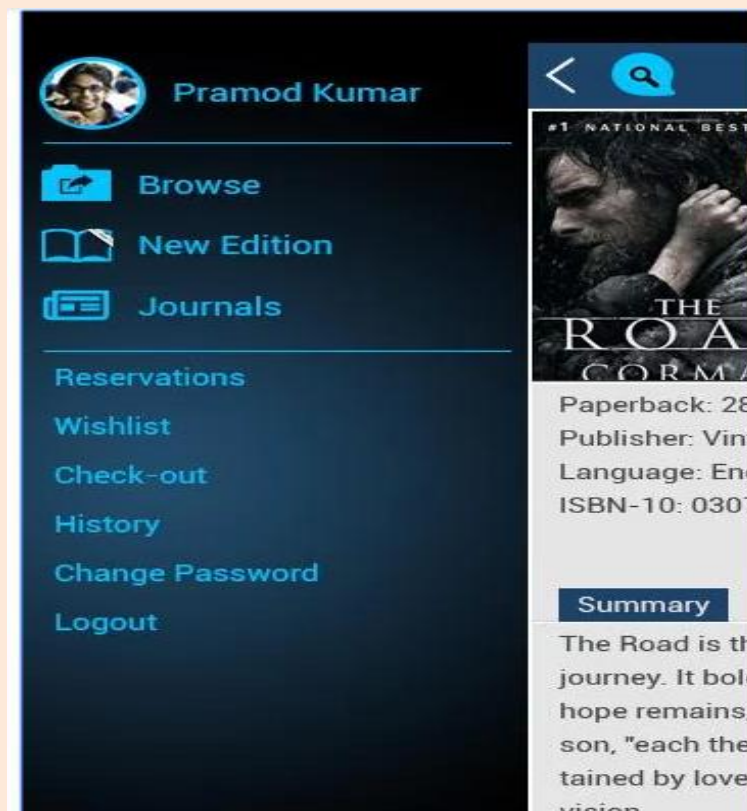 Pramod Kumar
Browse
New Edition
Journals
Reservations
Wishlist
Check-out
History
Change Password
Logout
#1 NATIONAL BEST
THE
ROA
CORMA
Paperback: 28
Publisher: Vin
Language: En
ISBN-10: 030
Summary
The Road is th
journey. It bol
hope remains
son, "each the
tained by love
vision